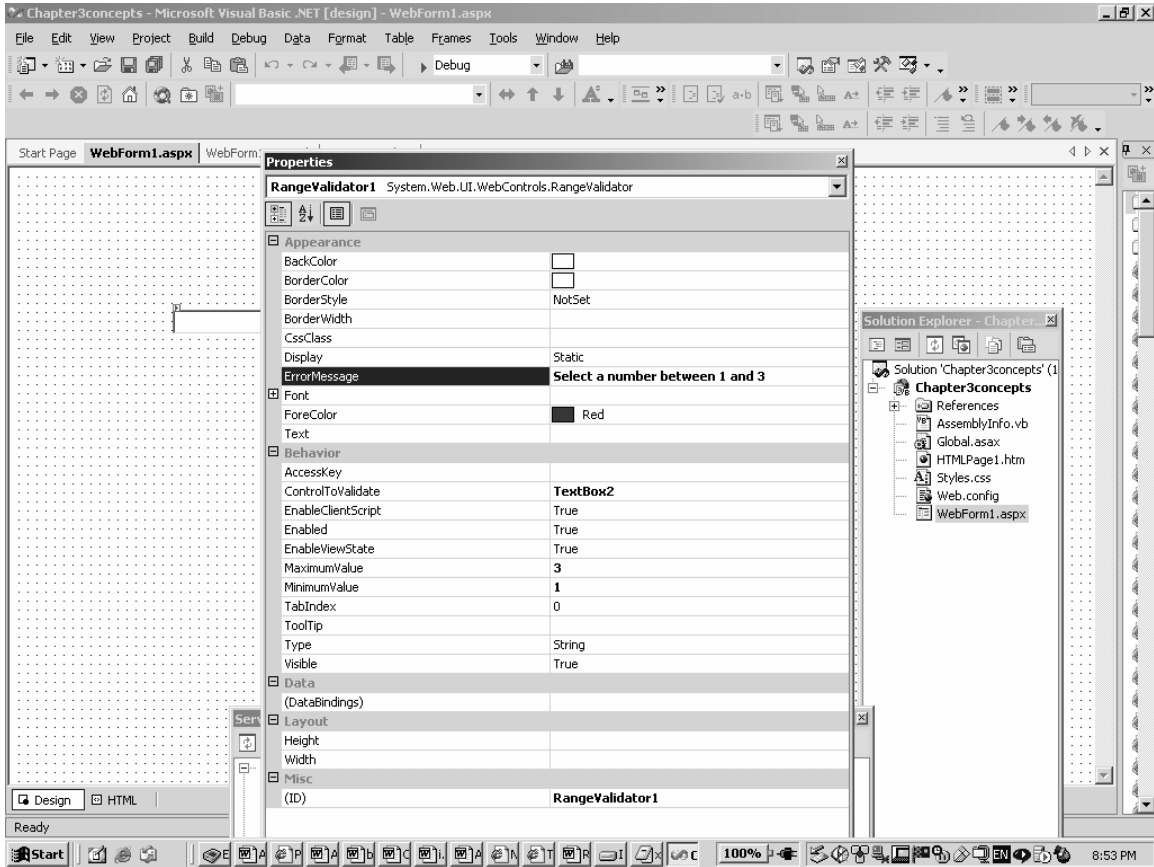 Chapter3concepts - Microsoft Visual Basic .NET [design] - WebForm1.aspx
File Edit View Project Build Debug Data Format Table Frames Tools Window Help
Debug
Start Page WebForm1.aspx WebForm
Properties
RangeValidator1 System.Web.UI.WebControls.RangeValidator
Appearance
BackColor
BorderColor
BorderStyle NotSet
BorderWidth
CssClass
Display Static
ErrorMessage Select a number between 1 and 3
Font
ForeColor Red
Text
Behavior
AccessKey
ControlToValidate TextBox2
EnableClientScript True
Enabled True
EnableViewState True
MaximumValue 3
MinimumValue 1
TabIndex 0
ToolTip
Type String
Visible True
Data
(DataBindings)
Layout
Height
Width
Misc
(ID) RangeValidator1
Solution Explorer - Chapter...
Solution 'Chapter3concepts' (1
Chapter3concepts
References
AssemblyInfo.vb
Global.asax
HTMLPage1.htm
Styles.css
Web.config
WebForm1.aspx
Serv
Design HTML
Ready
Start
100%
EN
8:53 PM